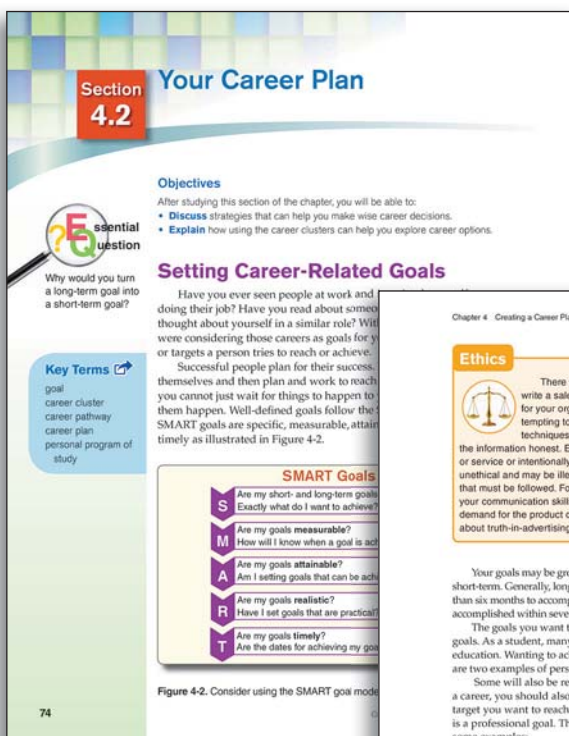 Section
4.2
Your Career Plan
Objectives
After studying this section of the chapter, you will be able to:
• Discuss strategies that can help you make wise career decisions.
• Explain how using the career clusters can help you explore career options.
?EQ ssential
uestion
Why would you turn
a long-term goal into
a short-term goal?
Key Terms
goal
career cluster
career pathway
career plan
personal program of
study
Setting Career-Related Goals
Have you ever seen people at work and
doing their job? Have you read about someo
thought about yourself in a similar role? Wit
were considering those careers as goals for y
or targets a person tries to reach or achieve.
Successful people plan for their success.
themselves and then plan and work to reach
you cannot just wait for things to happen to
them happen. Well-defined goals follow the
SMART goals are specific, measurable, attain
timely as illustrated in Figure 4-2.
SMART Goals
S
Are my short- and long-term goals
Exactly what do I want to achieve?
M
Are my goals measurable?
How will I know when a goal is ach
A
Are my goals attainable?
Am I setting goals that can be achi
R
Are my goals realistic?
Have I set goals that are practical?
T
Are my goals timely?
Are the dates for achieving my goa
Figure 4-2. Consider using the SMART goal mode
74
Chapter 4 Creating a Career Pla
Ethics
There
write a sale
for your org
tempting to
techniques
the information honest. E
or service or intentionally
unethical and may be ille
that must be followed. Fo
your communication skill
demand for the product o
about truth-in-advertising
Your goals may be gre
short-term. Generally, long
than six months to accomp
accomplished within seve
The goals you want t
goals. As a student, many
education. Wanting to ac
are two examples of pers
Some will also be re
a career, you should also
target you want to reach
is a professional goal. Th
some examples: